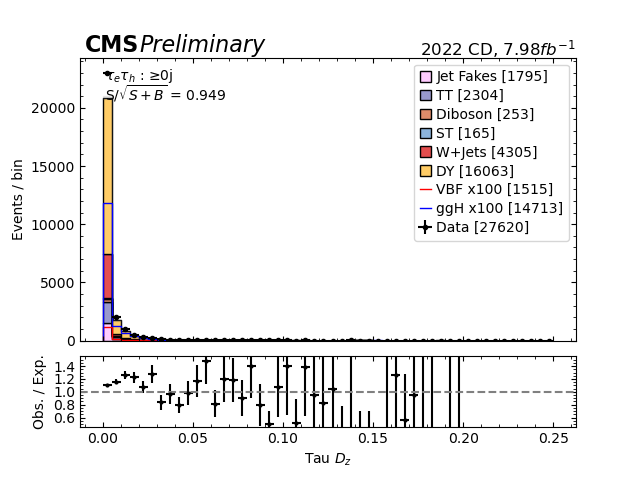 CMS Preliminary 2022 CD, 7.98fb⁻¹
τₑτₕ : ≥0j
S/√S + B = 0.949
Jet Fakes [1795]
TT [2304]
Diboson [253]
ST [165]
W+Jets [4305]
DY [16063]
VBF x100 [1515]
ggH x100 [14713]
Data [27620]
Events / bin
20000
15000
10000
5000
0
Obs. / Exp.
1.4
1.2
1.0
0.8
0.6
0.00 0.05 0.10 0.15 0.20 0.25
Tau D_z